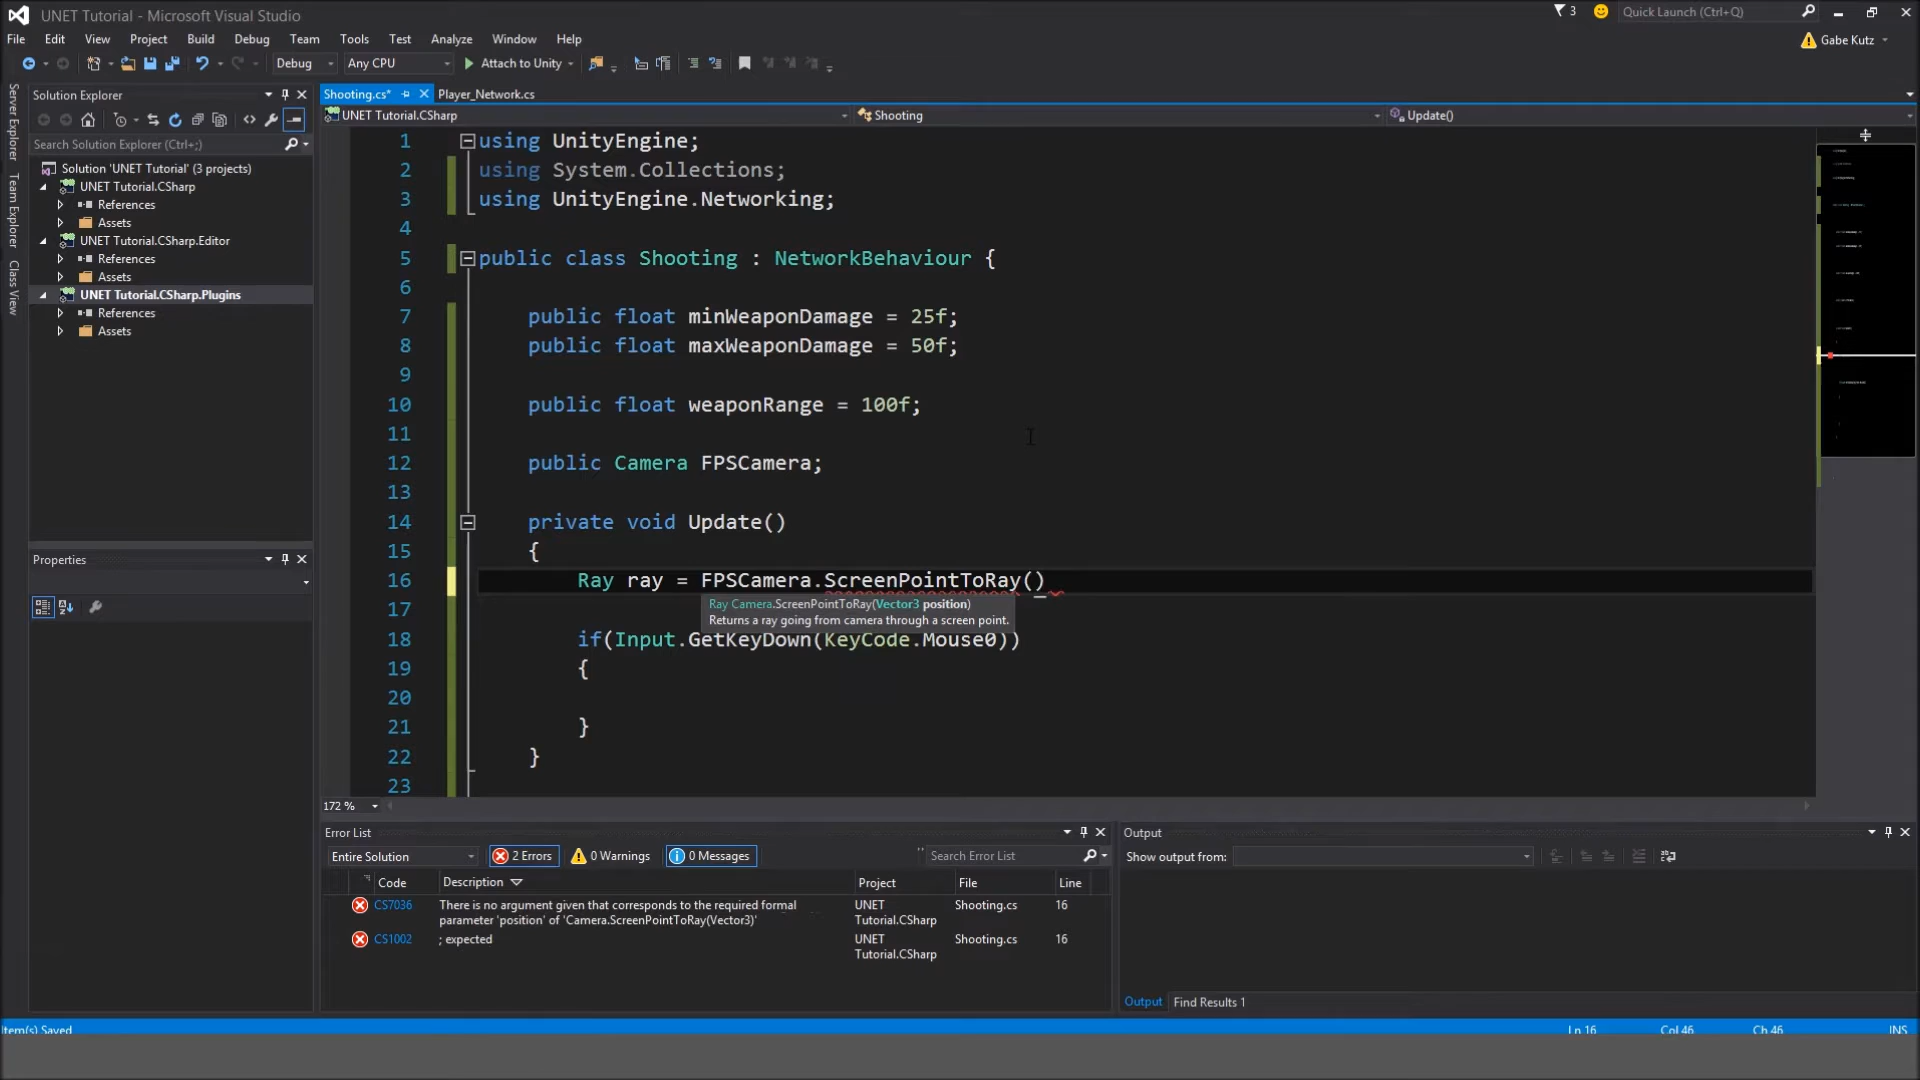 UNET Tutorial - Microsoft Visual Studio
3
Quick Launch (Ctrl+Q)
File Edit View Project Build Debug Team Tools Test Analyze Window Help
Gabe Kutz
Debug Any CPU Attach to Unity
Server Explorer
Team Explorer
Class View
Solution Explorer
Search Solution Explorer (Ctrl+;)
Solution 'UNET Tutorial' (3 projects)
UNET Tutorial.CSharp
References
Assets
UNET Tutorial.CSharp.Editor
References
Assets
UNET Tutorial.CSharp.Plugins
References
Assets
Properties
Shooting.cs* Player_Network.cs
UNET Tutorial.CSharp Shooting Update()
1 using UnityEngine;
2 using System.Collections;
3 using UnityEngine.Networking;
4
5 public class Shooting : NetworkBehaviour {
6
7 public float minWeaponDamage = 25f;
8 public float maxWeaponDamage = 50f;
9
10 public float weaponRange = 100f;
11
12 public Camera FPSCamera;
13
14 private void Update()
15 {
16 Ray ray = FPSCamera.ScreenPointToRay()
Ray Camera.ScreenPointToRay(Vector3 position)
Returns a ray going from camera through a screen point.
17
18 if(Input.GetKeyDown(KeyCode.Mouse0))
19 {
20
21 }
22 }
23
172 %
Error List
Entire Solution 2 Errors 0 Warnings 0 Messages Search Error List
Code Description Project File Line
CS7036 There is no argument given that corresponds to the required formal parameter 'position' of 'Camera.ScreenPointToRay(Vector3)' UNET Tutorial.CSharp Shooting.cs 16
CS1002 ; expected UNET Tutorial.CSharp Shooting.cs 16
Output
Show output from:
Output Find Results 1
Item(s) Saved Ln 16 Col 46 Ch 46 INS